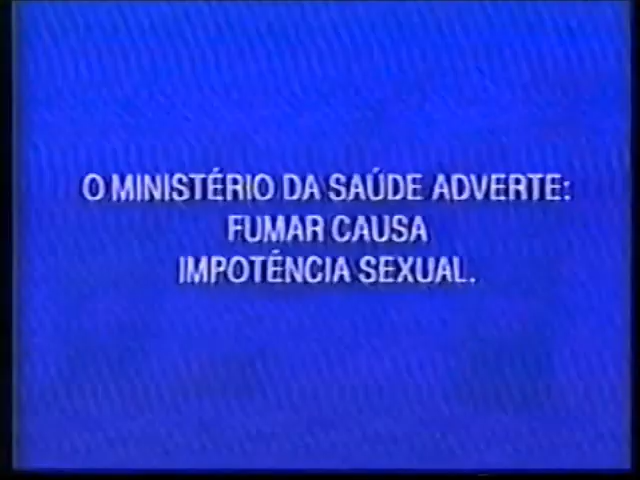 O MINISTÉRIO DA SAÚDE ADVERTE:
FUMAR CAUSA
IMPOTÊNCIA SEXUAL.